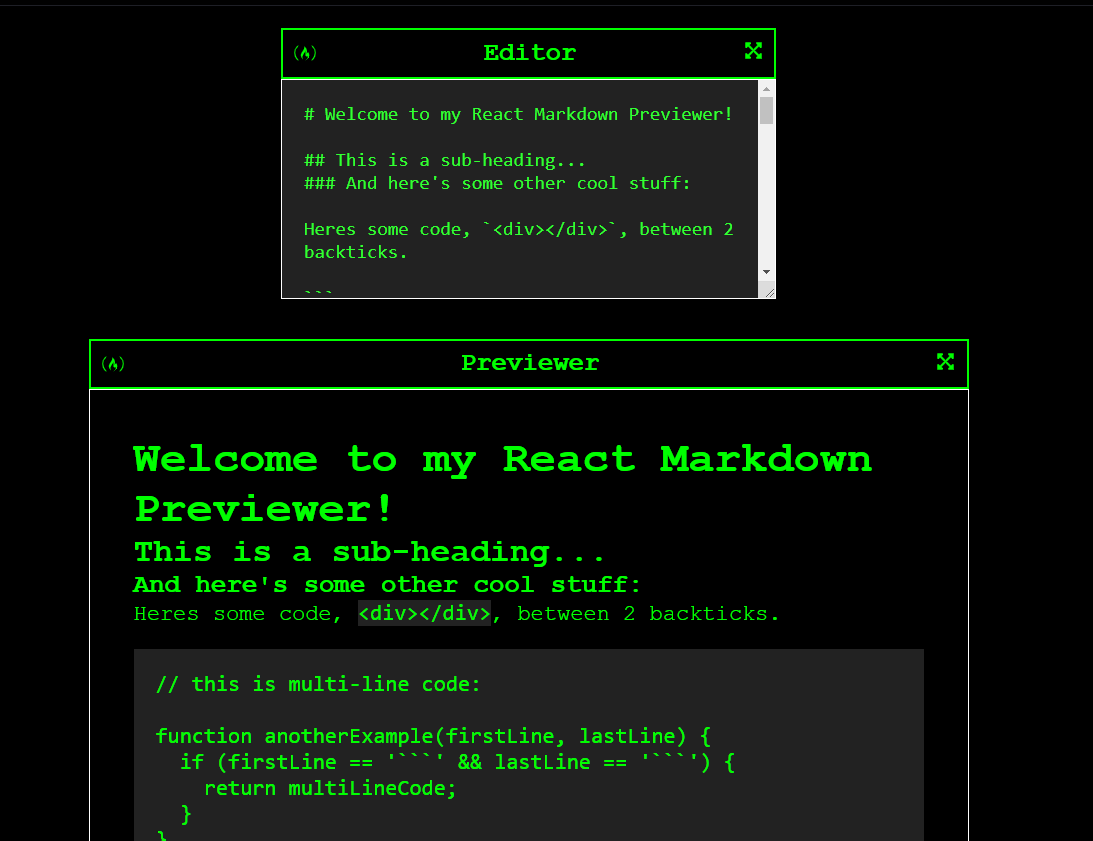 Editor
# Welcome to my React Markdown Previewer!
## This is a sub-heading...
### And here's some other cool stuff:
Heres some code, `<div></div>`, between 2
backticks.
```
Previewer
Welcome to my React Markdown
Previewer!
This is a sub-heading...
And here's some other cool stuff:
Heres some code, <div></div>, between 2 backticks.
// this is multi-line code:
function anotherExample(firstLine, lastLine) {
  if (firstLine == '```' && lastLine == '```') {
    return multiLineCode;
  }
}